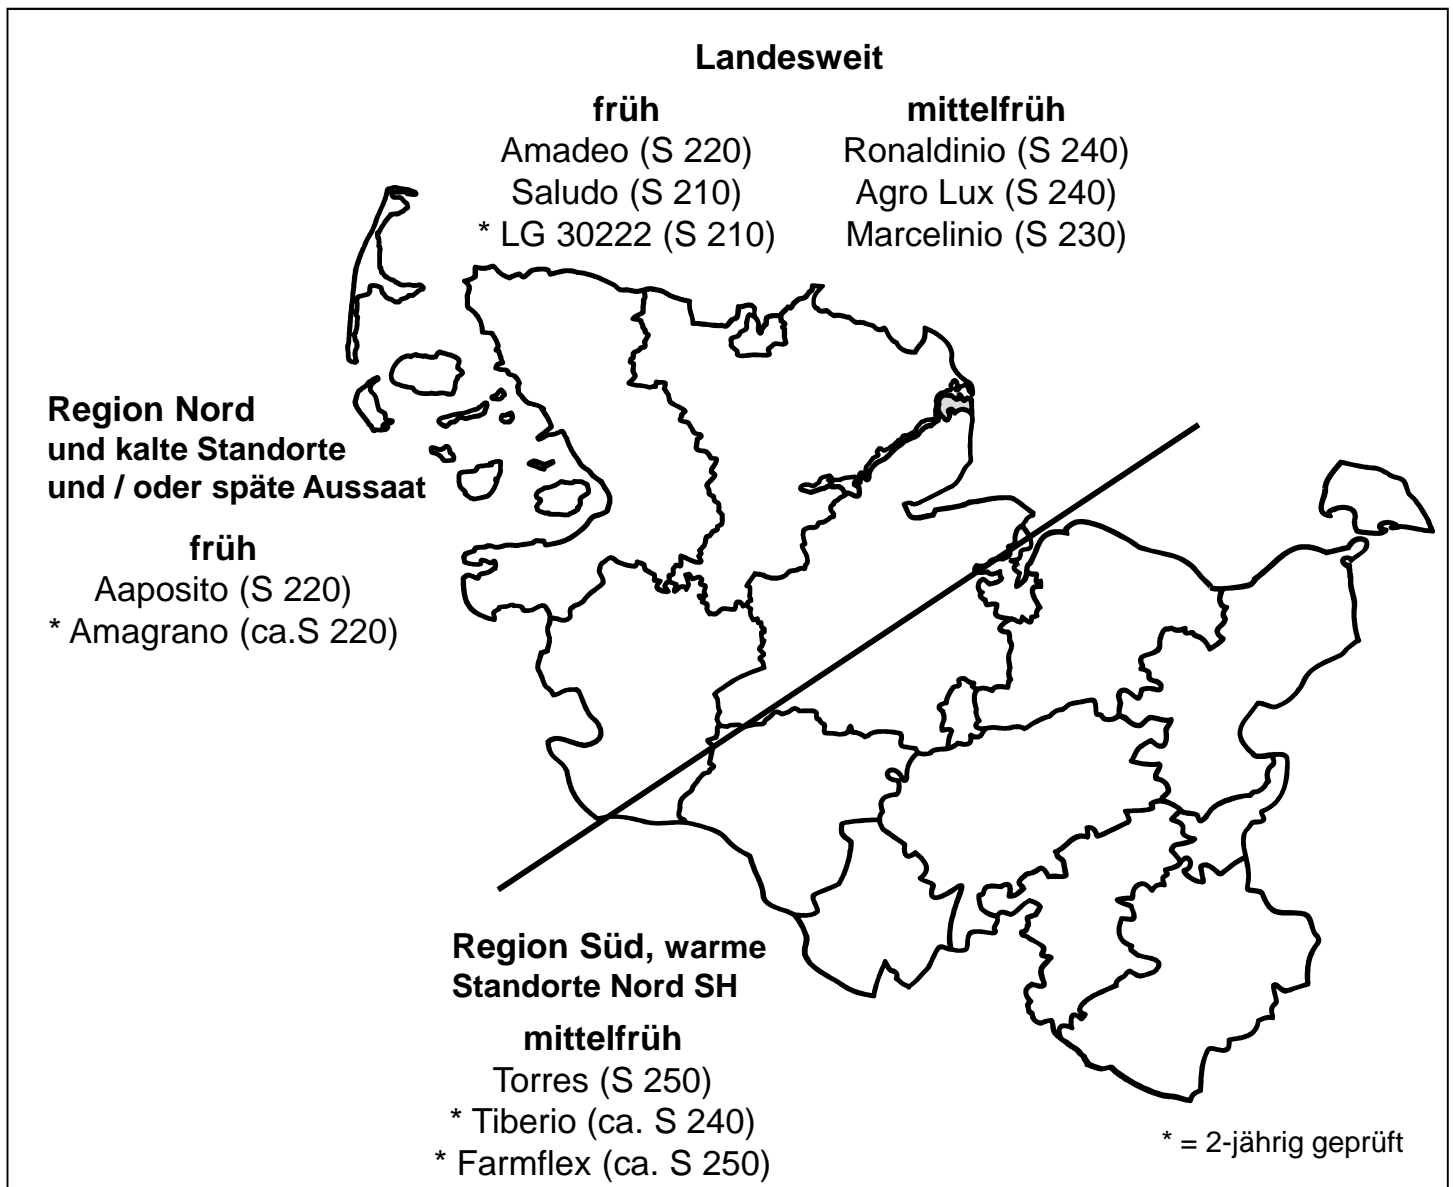 Landesweit
früh
Amadeo (S 220)
Saludo (S 210)
* LG 30222 (S 210)
mittelfrüh
Ronaldinio (S 240)
Agro Lux (S 240)
Marcelinio (S 230)
Region Nord
und kalte Standorte
und / oder späte Aussaat
früh
Aaposito (S 220)
* Amagrano (ca.S 220)
Region Süd, warme
Standorte Nord SH
mittelfrüh
Torres (S 250)
* Tiberio (ca. S 240)
* Farmflex (ca. S 250)
* = 2-jährig geprüft